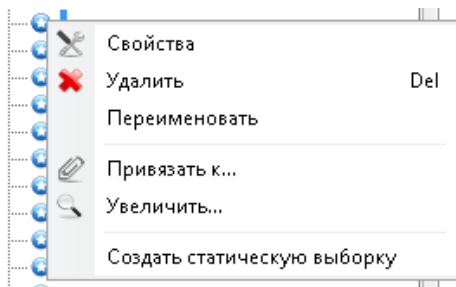 Свойства
Удалить Del
Переименовать
Привязать к...
Увеличить...
Создать статическую выборку